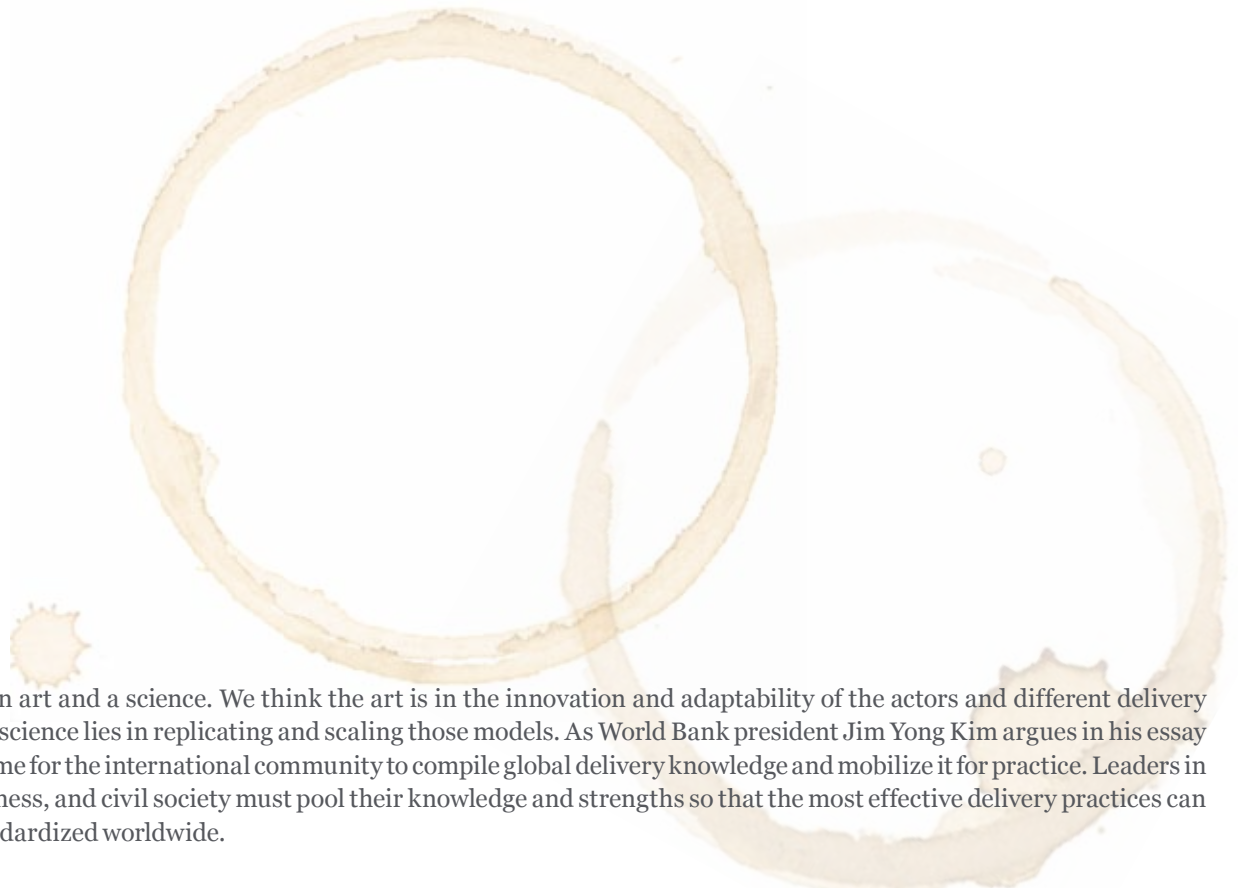 n art and a science. We think the art is in the innovation and adaptability of the actors and different delivery
science lies in replicating and scaling those models. As World Bank president Jim Yong Kim argues in his essay
me for the international community to compile global delivery knowledge and mobilize it for practice. Leaders in
ness, and civil society must pool their knowledge and strengths so that the most effective delivery practices can
dardized worldwide.